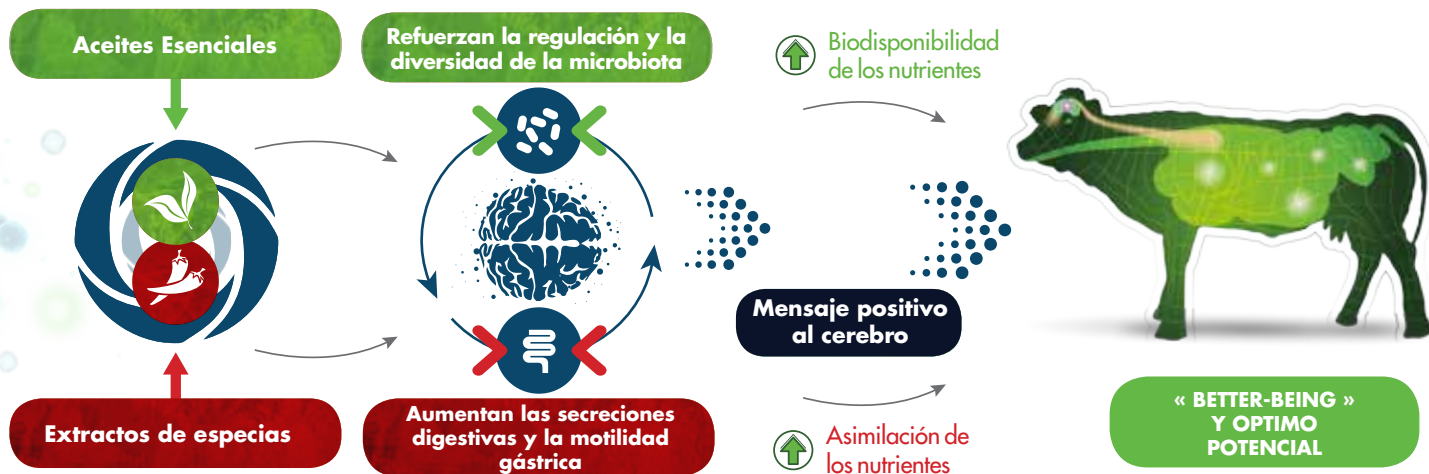 Aceites Esenciales
Refuerzan la regulación y la
diversidad de la microbiota
Biodisponibilidad
de los nutrientes
Mensaje positivo
al cerebro
Extractos de especias
Aumentan las secreciones
digestivas y la motilidad
gástrica
Asimilación de
los nutrientes
« BETTER-BEING »
Y OPTIMO
POTENCIAL